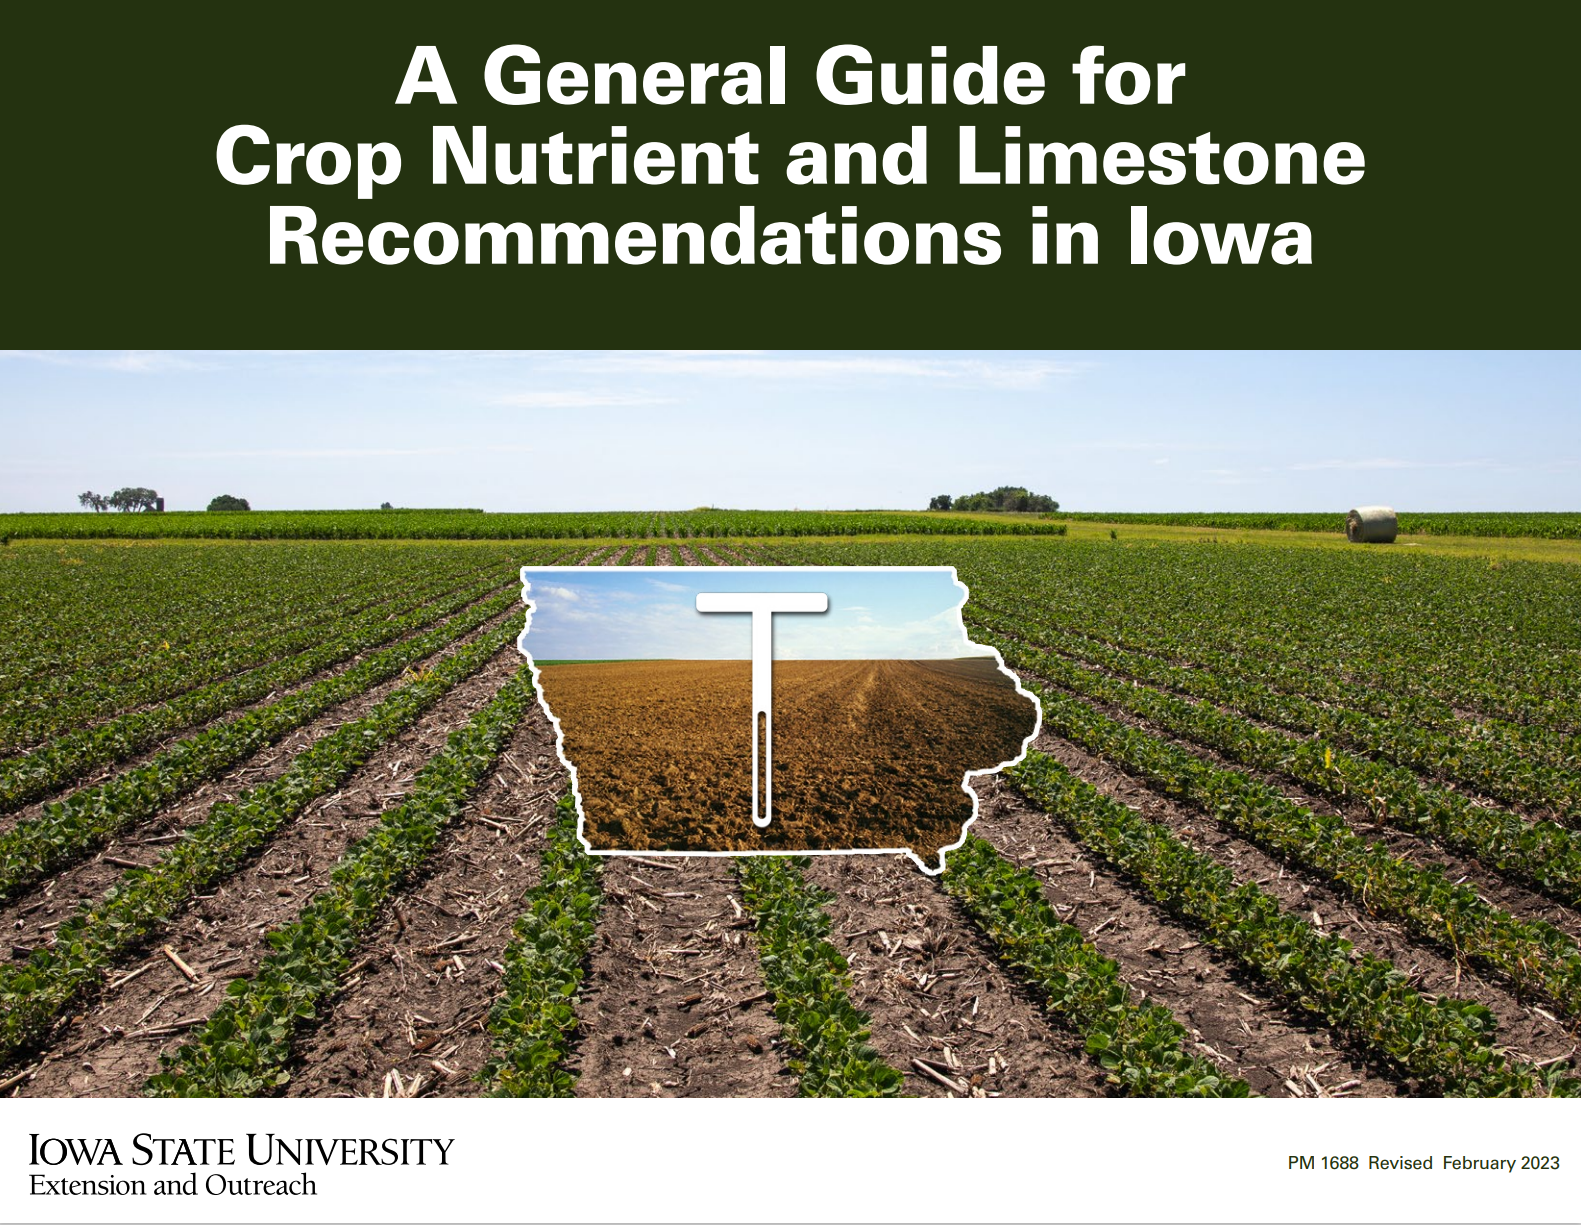 A General Guide for
Crop Nutrient and Limestone
Recommendations in Iowa
IOWA STATE UNIVERSITY
Extension and Outreach
PM 1688 Revised February 2023